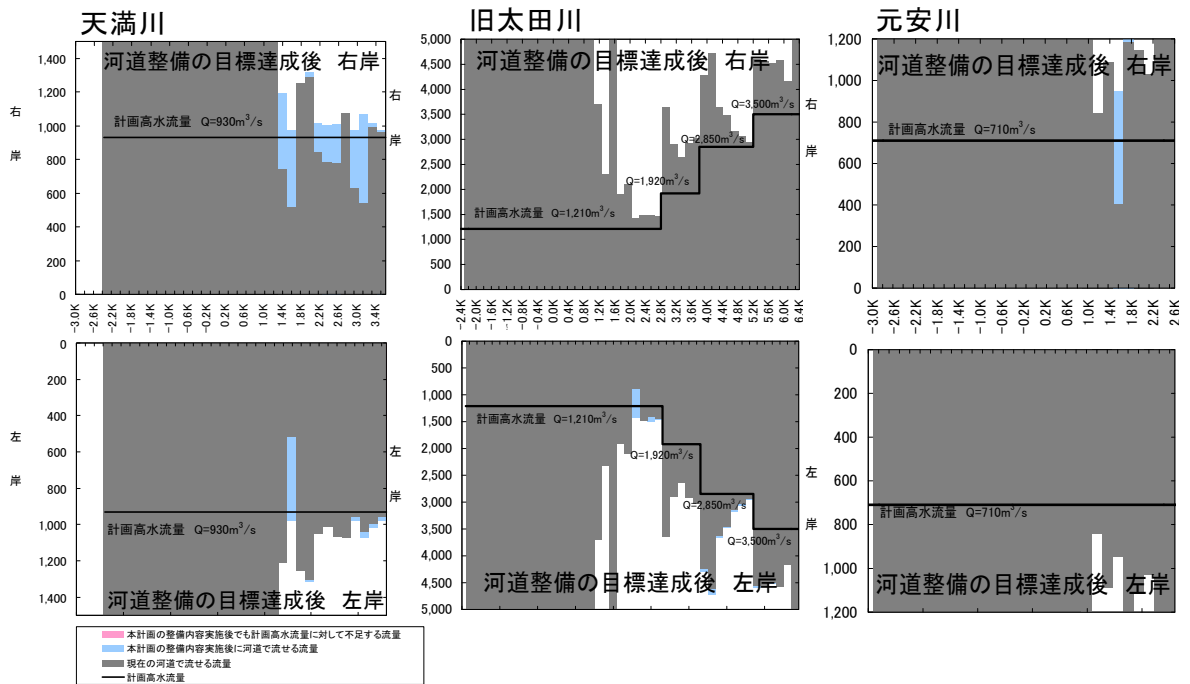 天満川
旧太田川
元安川
河道整備の目標達成後 右岸
計画高水流量 Q=930m³/s
右岸
右岸
1,400
1,200
1,000
800
600
400
200
0
-3.0K
-2.6K
-2.2K
-1.8K
-1.4K
-1.0K
-0.6K
-0.2K
0.2K
0.6K
1.0K
1.4K
1.8K
2.2K
2.6K
3.0K
3.4K
河道整備の目標達成後 右岸
Q=3,500m³/s
Q=2,850m³/s
Q=1,920m³/s
計画高水流量 Q=1,210m³/s
右岸
5,000
4,500
4,000
3,500
3,000
2,500
2,000
1,500
1,000
500
0
-2.4K
-2.0K
-1.6K
-1.2K
-0.8K
-0.4K
0.0K
0.4K
0.8K
1.2K
1.6K
2.0K
2.4K
2.8K
3.2K
3.6K
4.0K
4.4K
4.8K
5.2K
5.6K
6.0K
6.4K
河道整備の目標達成後 右岸
計画高水流量 Q=710m³/s
1,200
1,000
800
600
400
200
0
-3.0K
-2.6K
-2.2K
-1.8K
-1.4K
-1.0K
-0.6K
-0.2K
0.2K
0.6K
1.0K
1.4K
1.8K
2.2K
2.6K
0
200
400
600
800
1,000
1,200
1,400
左岸
左岸
計画高水流量 Q=930m³/s
河道整備の目標達成後 左岸
0
500
1,000
1,500
2,000
2,500
3,000
3,500
4,000
4,500
5,000
計画高水流量 Q=1,210m³/s
Q=1,920m³/s
Q=2,850m³/s
Q=3,500m³/s
左岸
河道整備の目標達成後 左岸
0
200
400
600
800
1,000
1,200
計画高水流量 Q=710m³/s
河道整備の目標達成後 左岸
本計画の整備内容実施後でも計画高水流量に対して不足する流量
本計画の整備内容実施後に河道で流せる流量
現在の河道で流せる流量
計画高水流量